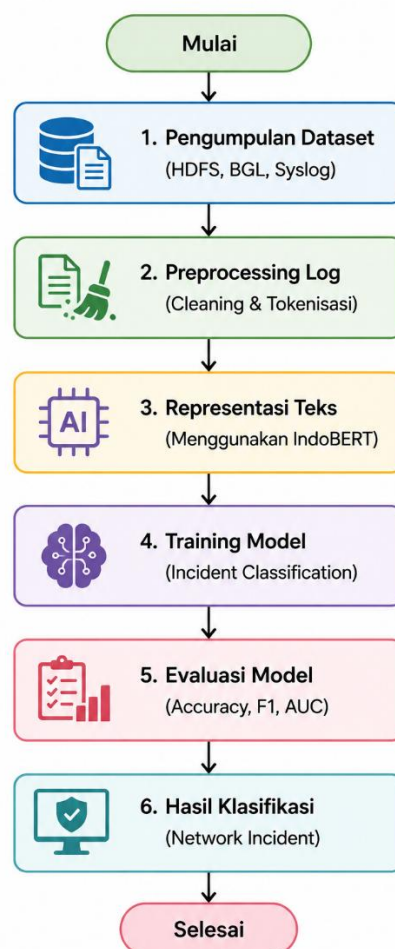 Mulai
1. Pengumpulan Dataset
(HDFS, BGL, Syslog)
2. Preprocessing Log
(Cleaning & Tokenisasi)
AI
3. Representasi Teks
(Menggunakan IndoBERT)
4. Training Model
(Incident Classification)
5. Evaluasi Model
(Accuracy, F1, AUC)
6. Hasil Klasifikasi
(Network Incident)
Selesai